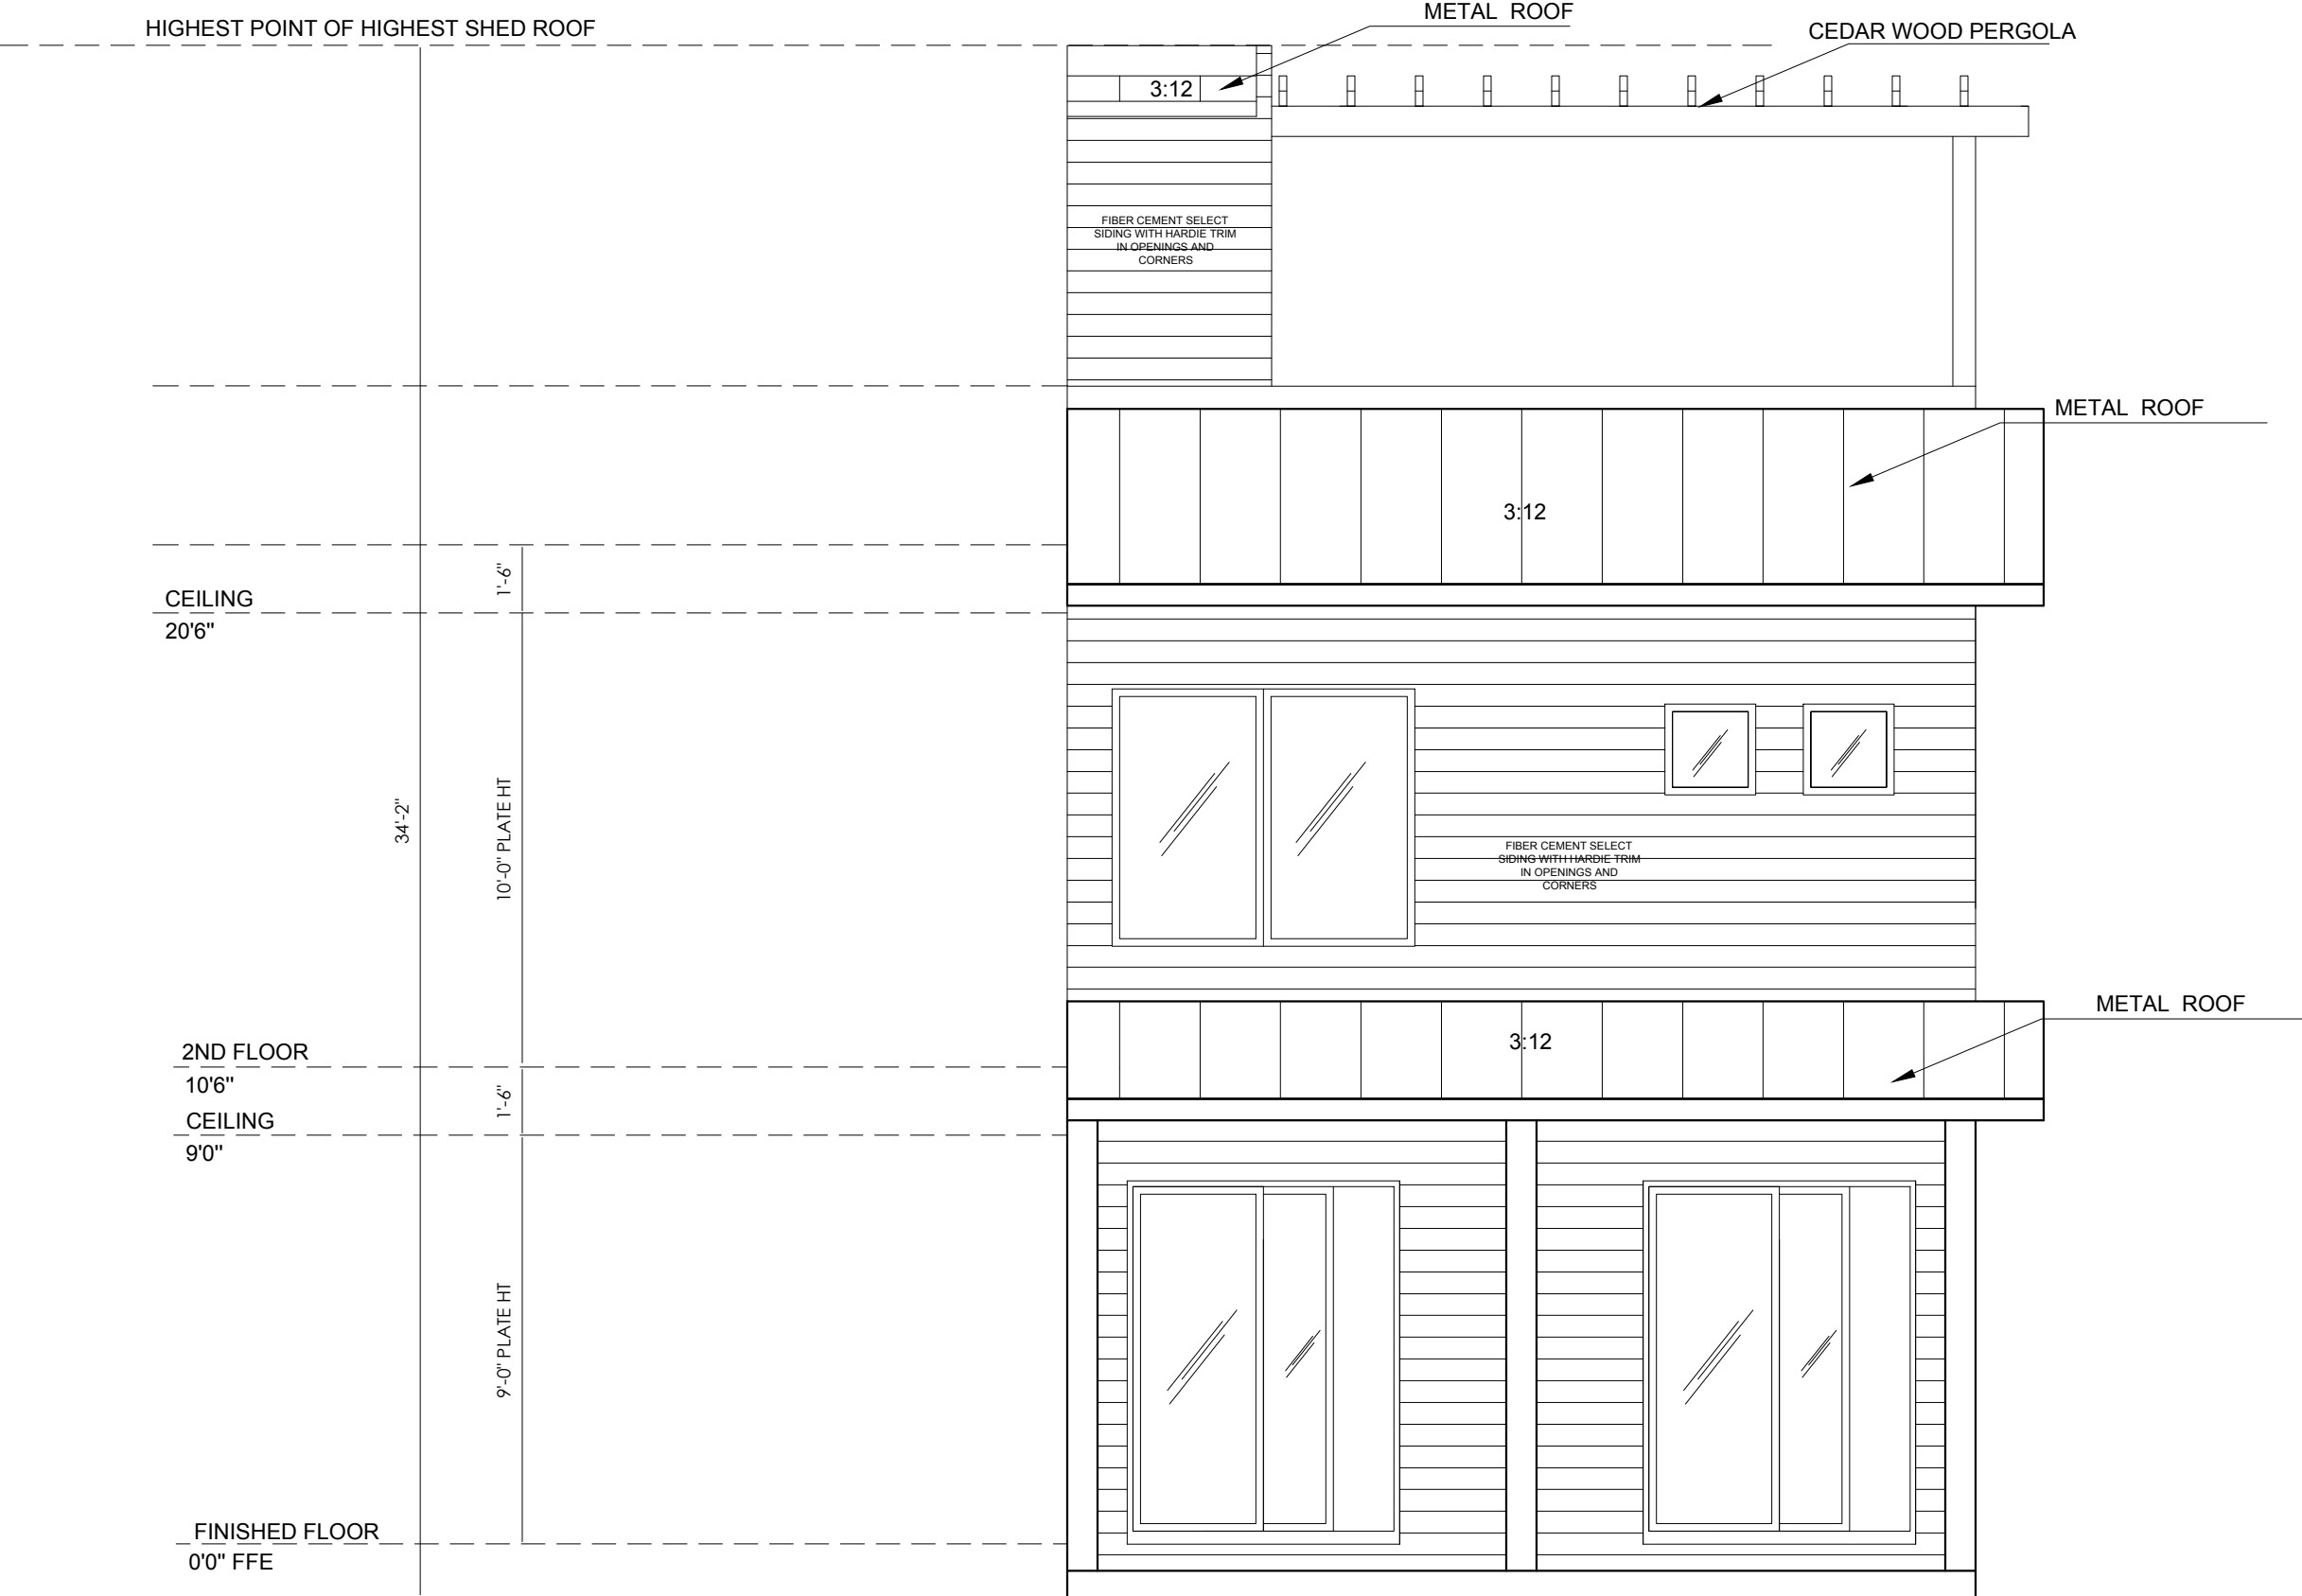 METAL ROOF
HIGHEST POINT OF HIGHEST SHED ROOF
CEDAR WOOD PERGOLA
3:12
FIBER CEMENT SELECT
SIDING WITH HARDIE TRIM
IN OPENINGS AND
CORNERS
METAL ROOF
3:12
1'-6"
CEILING
20'6"
34'-2"
10'-0" PLATE HT
FIBER CEMENT SELECT
SIDING WITH HARDIE TRIM
IN OPENINGS AND
CORNERS
METAL ROOF
3:12
2ND FLOOR
10'6"
1'-6"
CEILING
9'0"
9'-0" PLATE HT
FINISHED FLOOR
0'0" FFE